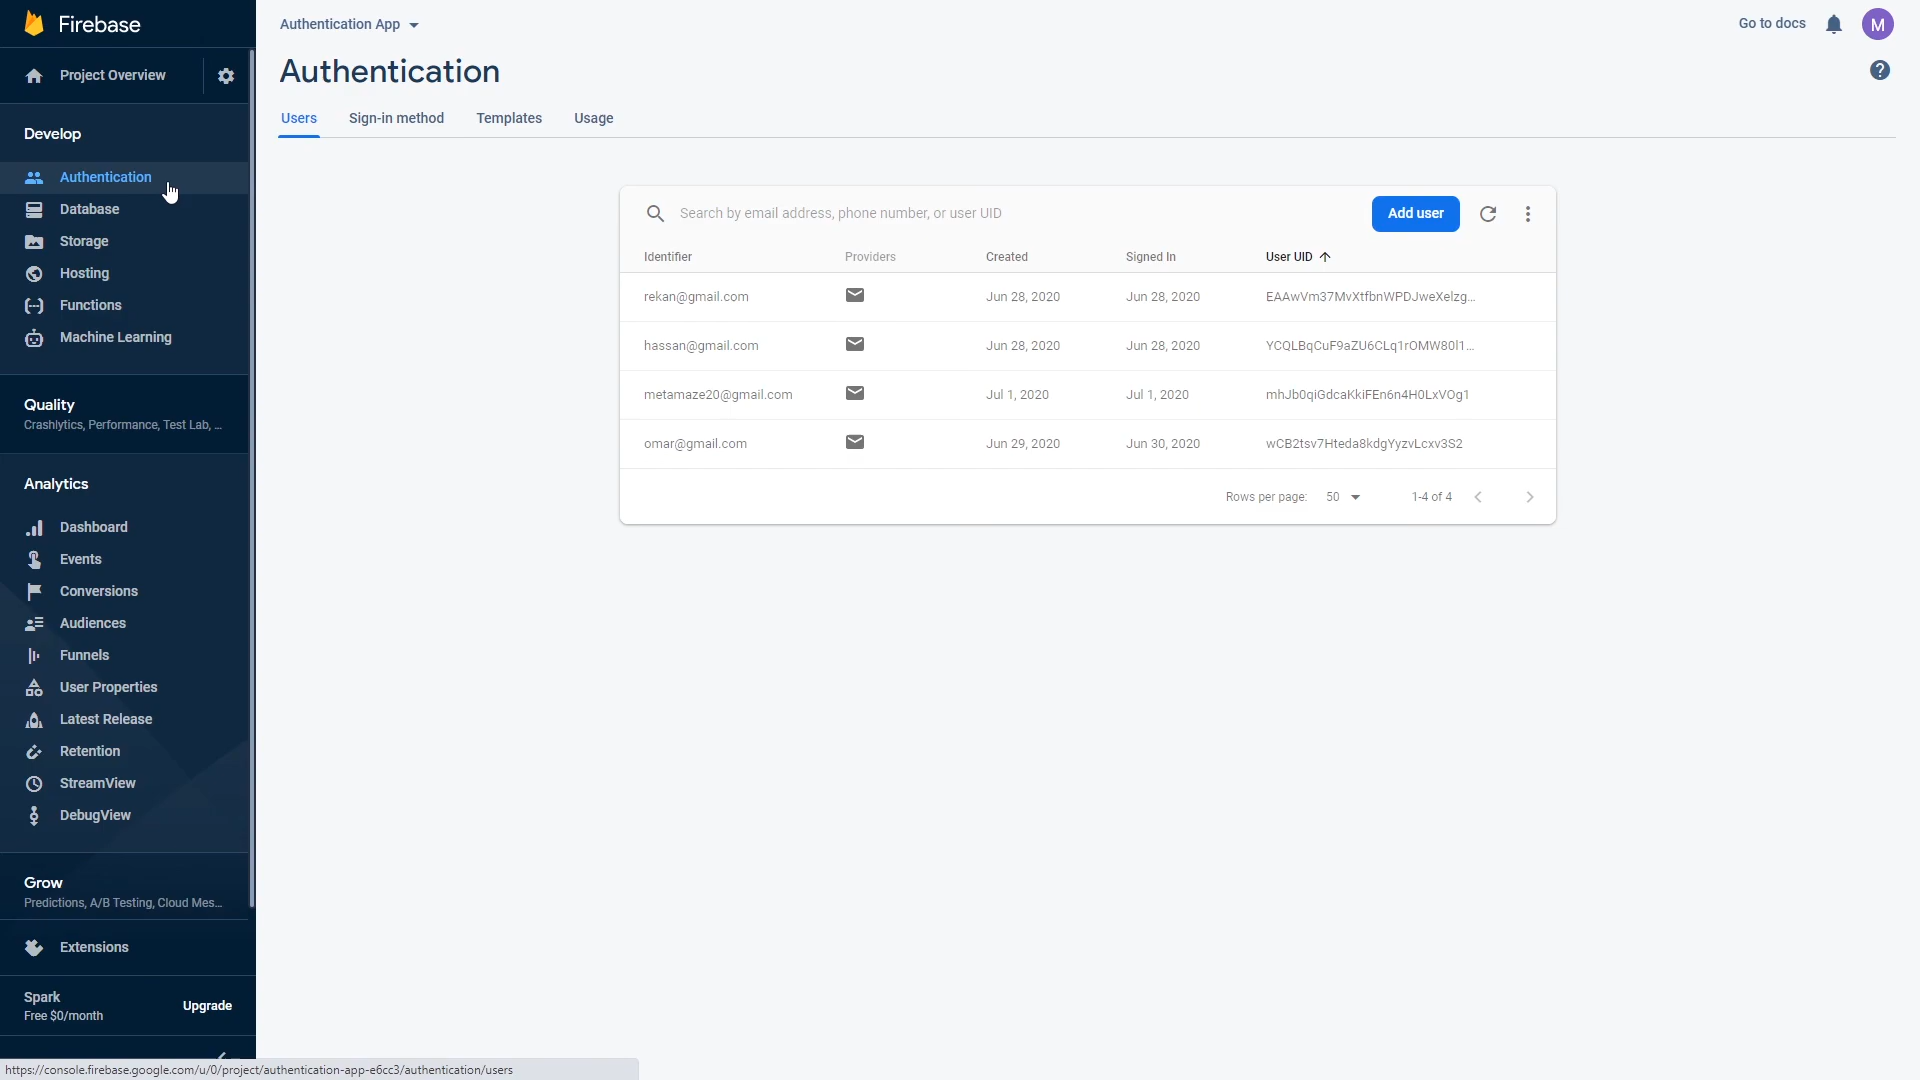 Firebase
Project Overview
Develop
Authentication
Database
Storage
Hosting
Functions
Machine Learning
Quality
Crashlytics, Performance, Test Lab, ...
Analytics
Dashboard
Events
Conversions
Audiences
Funnels
User Properties
Latest Release
Retention
StreamView
DebugView
Grow
Predictions, A/B Testing, Cloud Mes...
Extensions
Spark
Free $0/month
Upgrade
Authentication App
Go to docs
M
Authentication
Users Sign-in method Templates Usage
Search by email address, phone number, or user UID
Add user
Identifier Providers Created Signed In User UID
rekan@gmail.com Jun 28, 2020 Jun 28, 2020 EAAwVm37MvXtfbnWPDJweXelzg...
hassan@gmail.com Jun 28, 2020 Jun 28, 2020 YCQLBqCuF9aZU6CLq1rOMW80l1...
metamaze20@gmail.com Jul 1, 2020 Jul 1, 2020 mhJb0qiGdcaKkiFEn6n4H0LxVOg1
omar@gmail.com Jun 29, 2020 Jun 30, 2020 wCB2tsv7Hteda8kdgYyzvLcxv3S2
Rows per page: 50 1-4 of 4
https://console.firebase.google.com/u/0/project/authentication-app-e6cc3/authentication/users